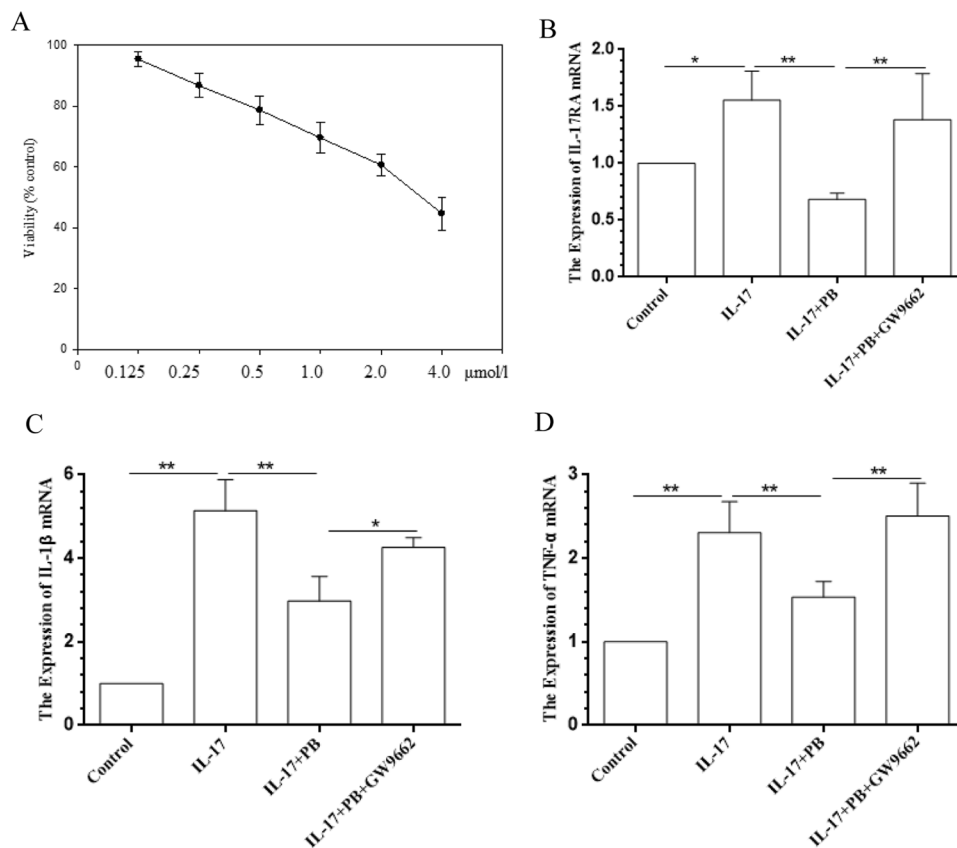 A
100
80
60
40
20
0
Viability (% control)
0 0.125 0.25 0.5 1.0 2.0 4.0 μmol/l
B
The Expression of IL-17RA mRNA
2.0
1.5
1.0
0.5
0.0
* ** **
Control IL-17 IL-17+PB IL-17+PB+GW9662
C
The Expression of IL-1β mRNA
6
4
2
0
** ** *
Control IL-17 IL-17+PB IL-17+PB+GW9662
D
The Expression of TNF-α mRNA
3
2
1
0
** ** **
Control IL-17 IL-17+PB IL-17+PB+GW9662